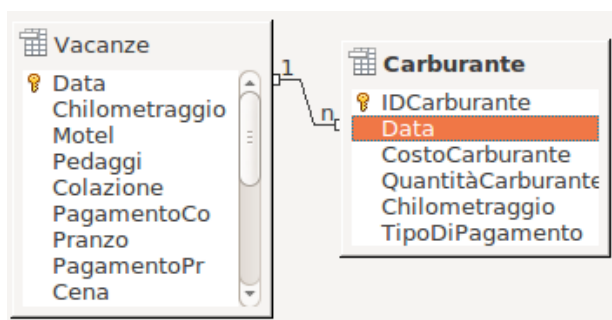 Vacanze
Data
Chilometraggio
Motel
Pedaggi
Colazione
PagamentoCo
Pranzo
PagamentoPr
Cena
1
n
Carburante
IDCarburante
Data
CostoCarburante
QuantitàCarburante
Chilometraggio
TipoDiPagamento